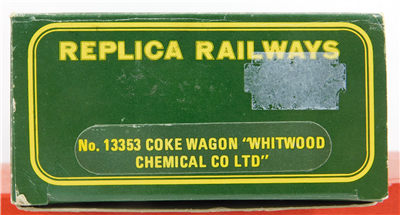 REPLICA RAILWAYS
No. 13353 COKE WAGON "WHITWOOD
CHEMICAL CO LTD"